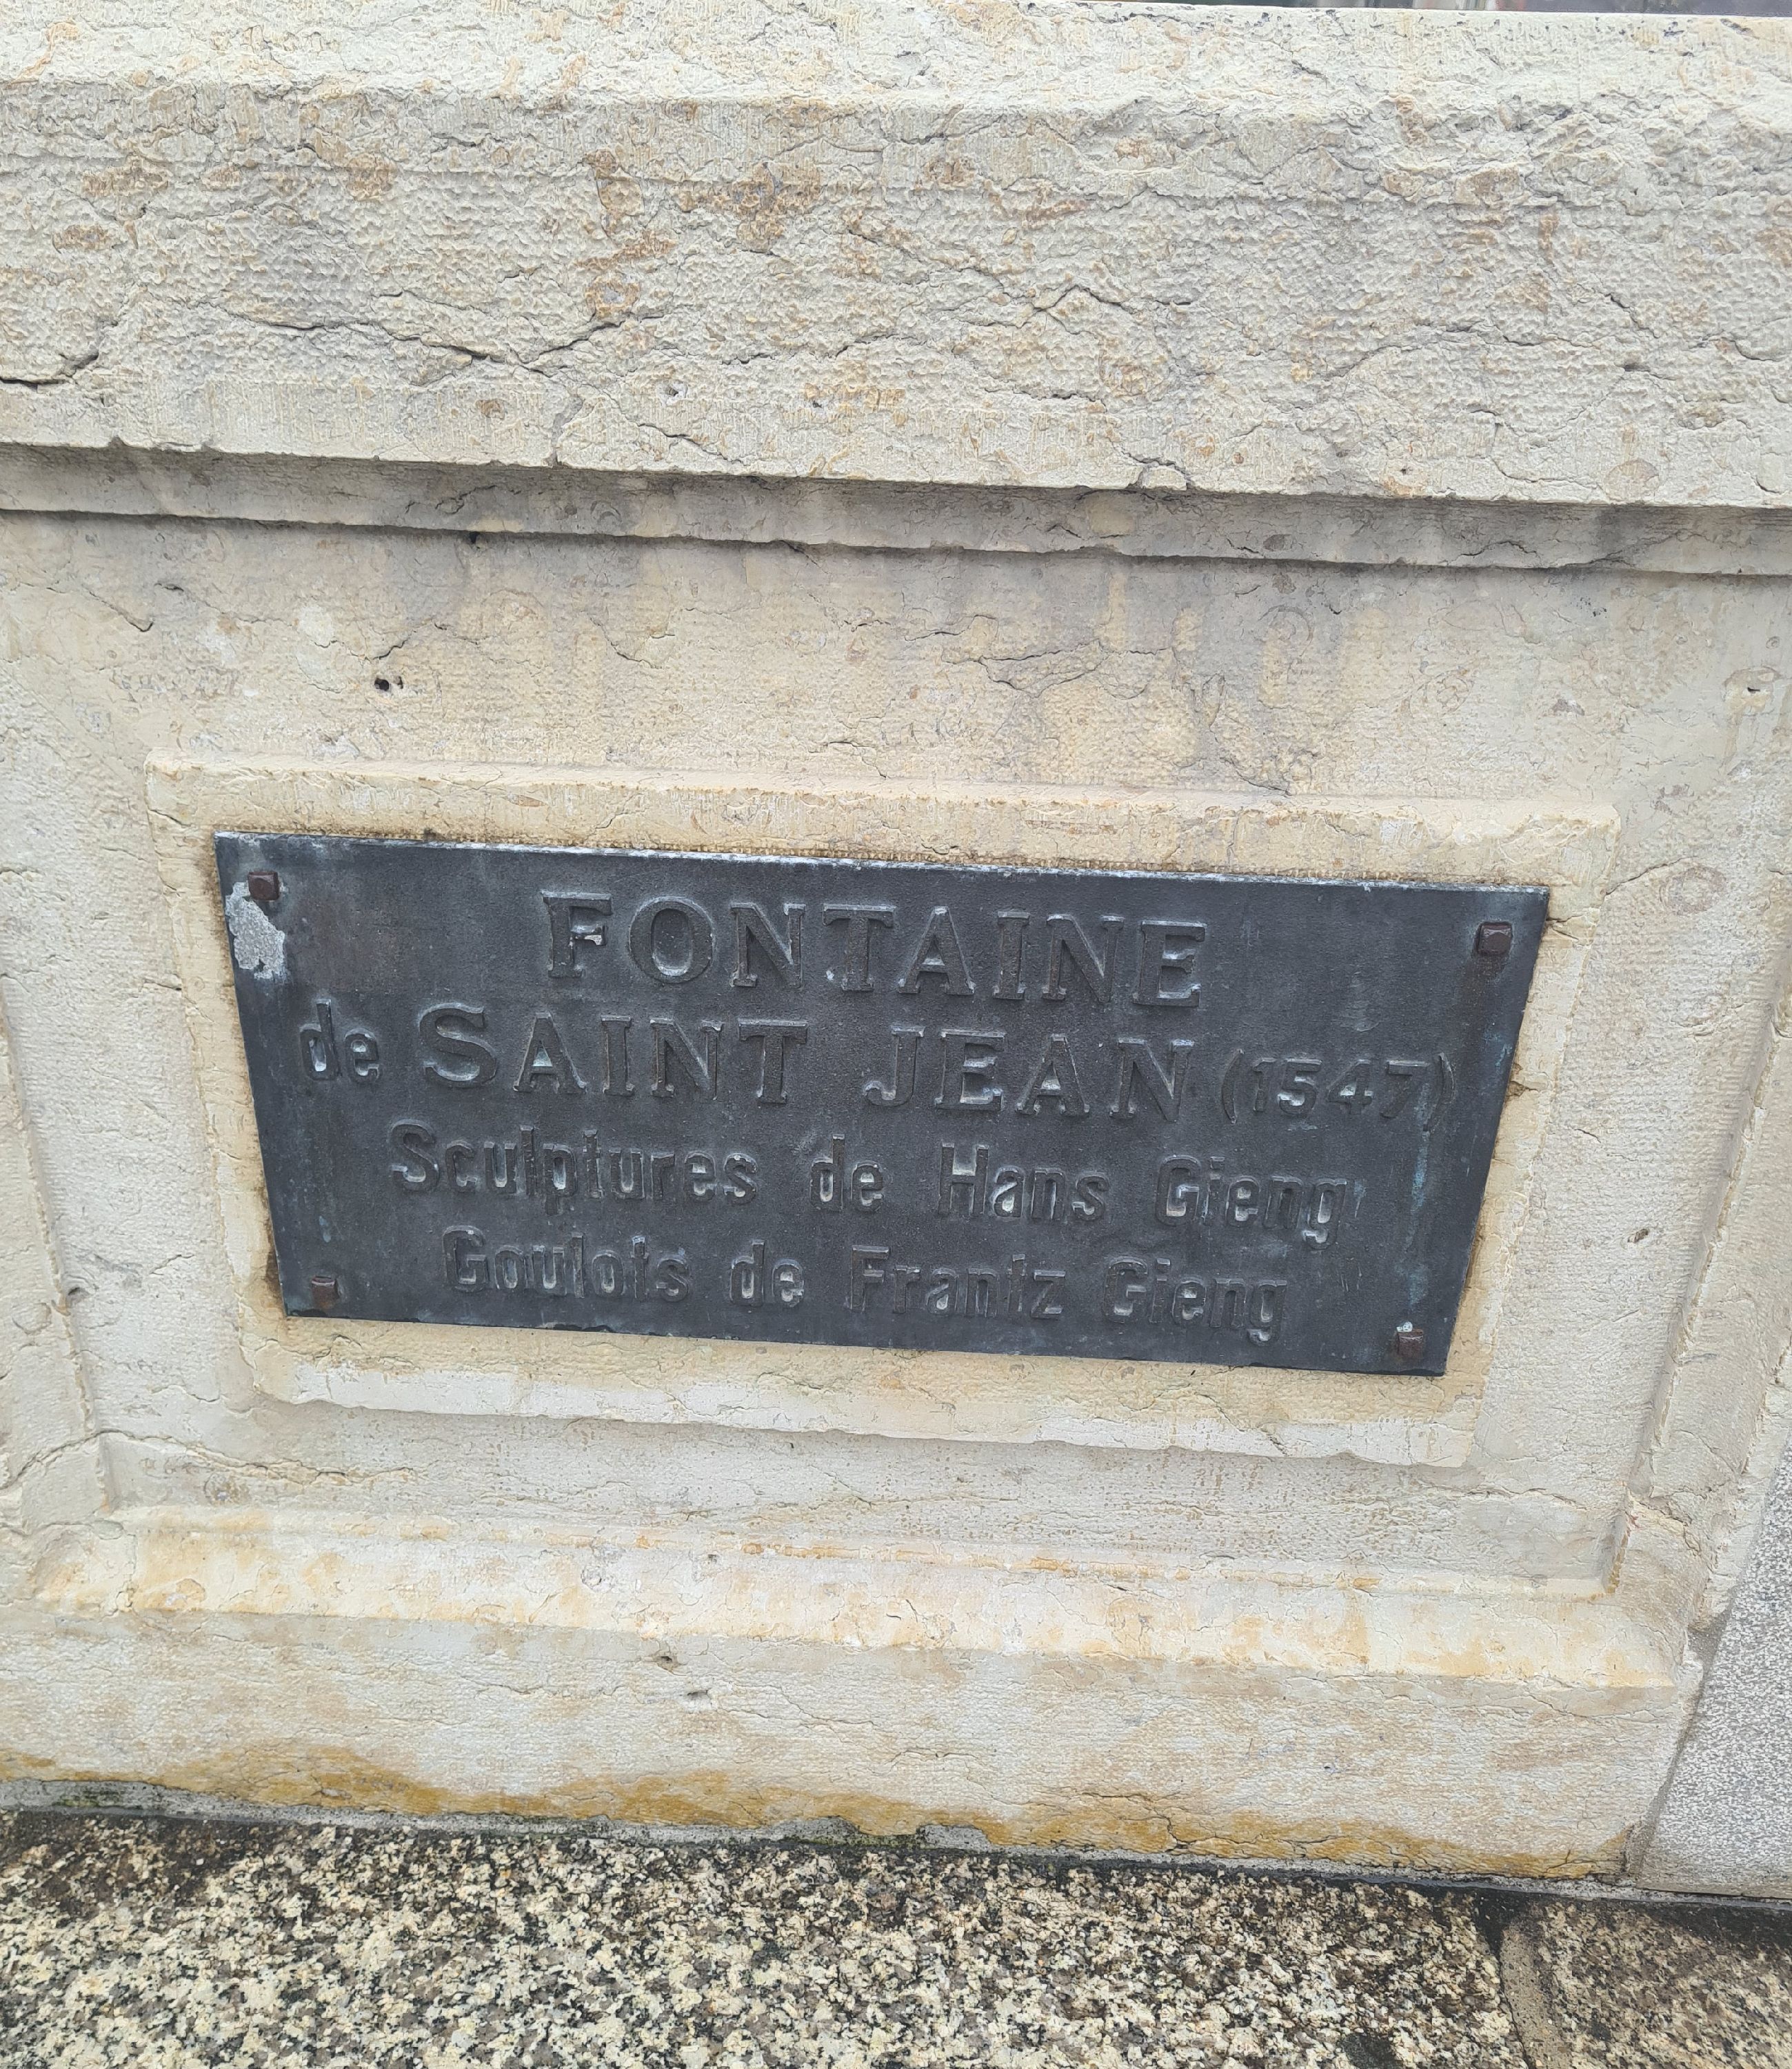 FONTAINE
de SAINT JEAN (1547)
Sculptures de Hans Gieng
Goulots de Frantz Gieng